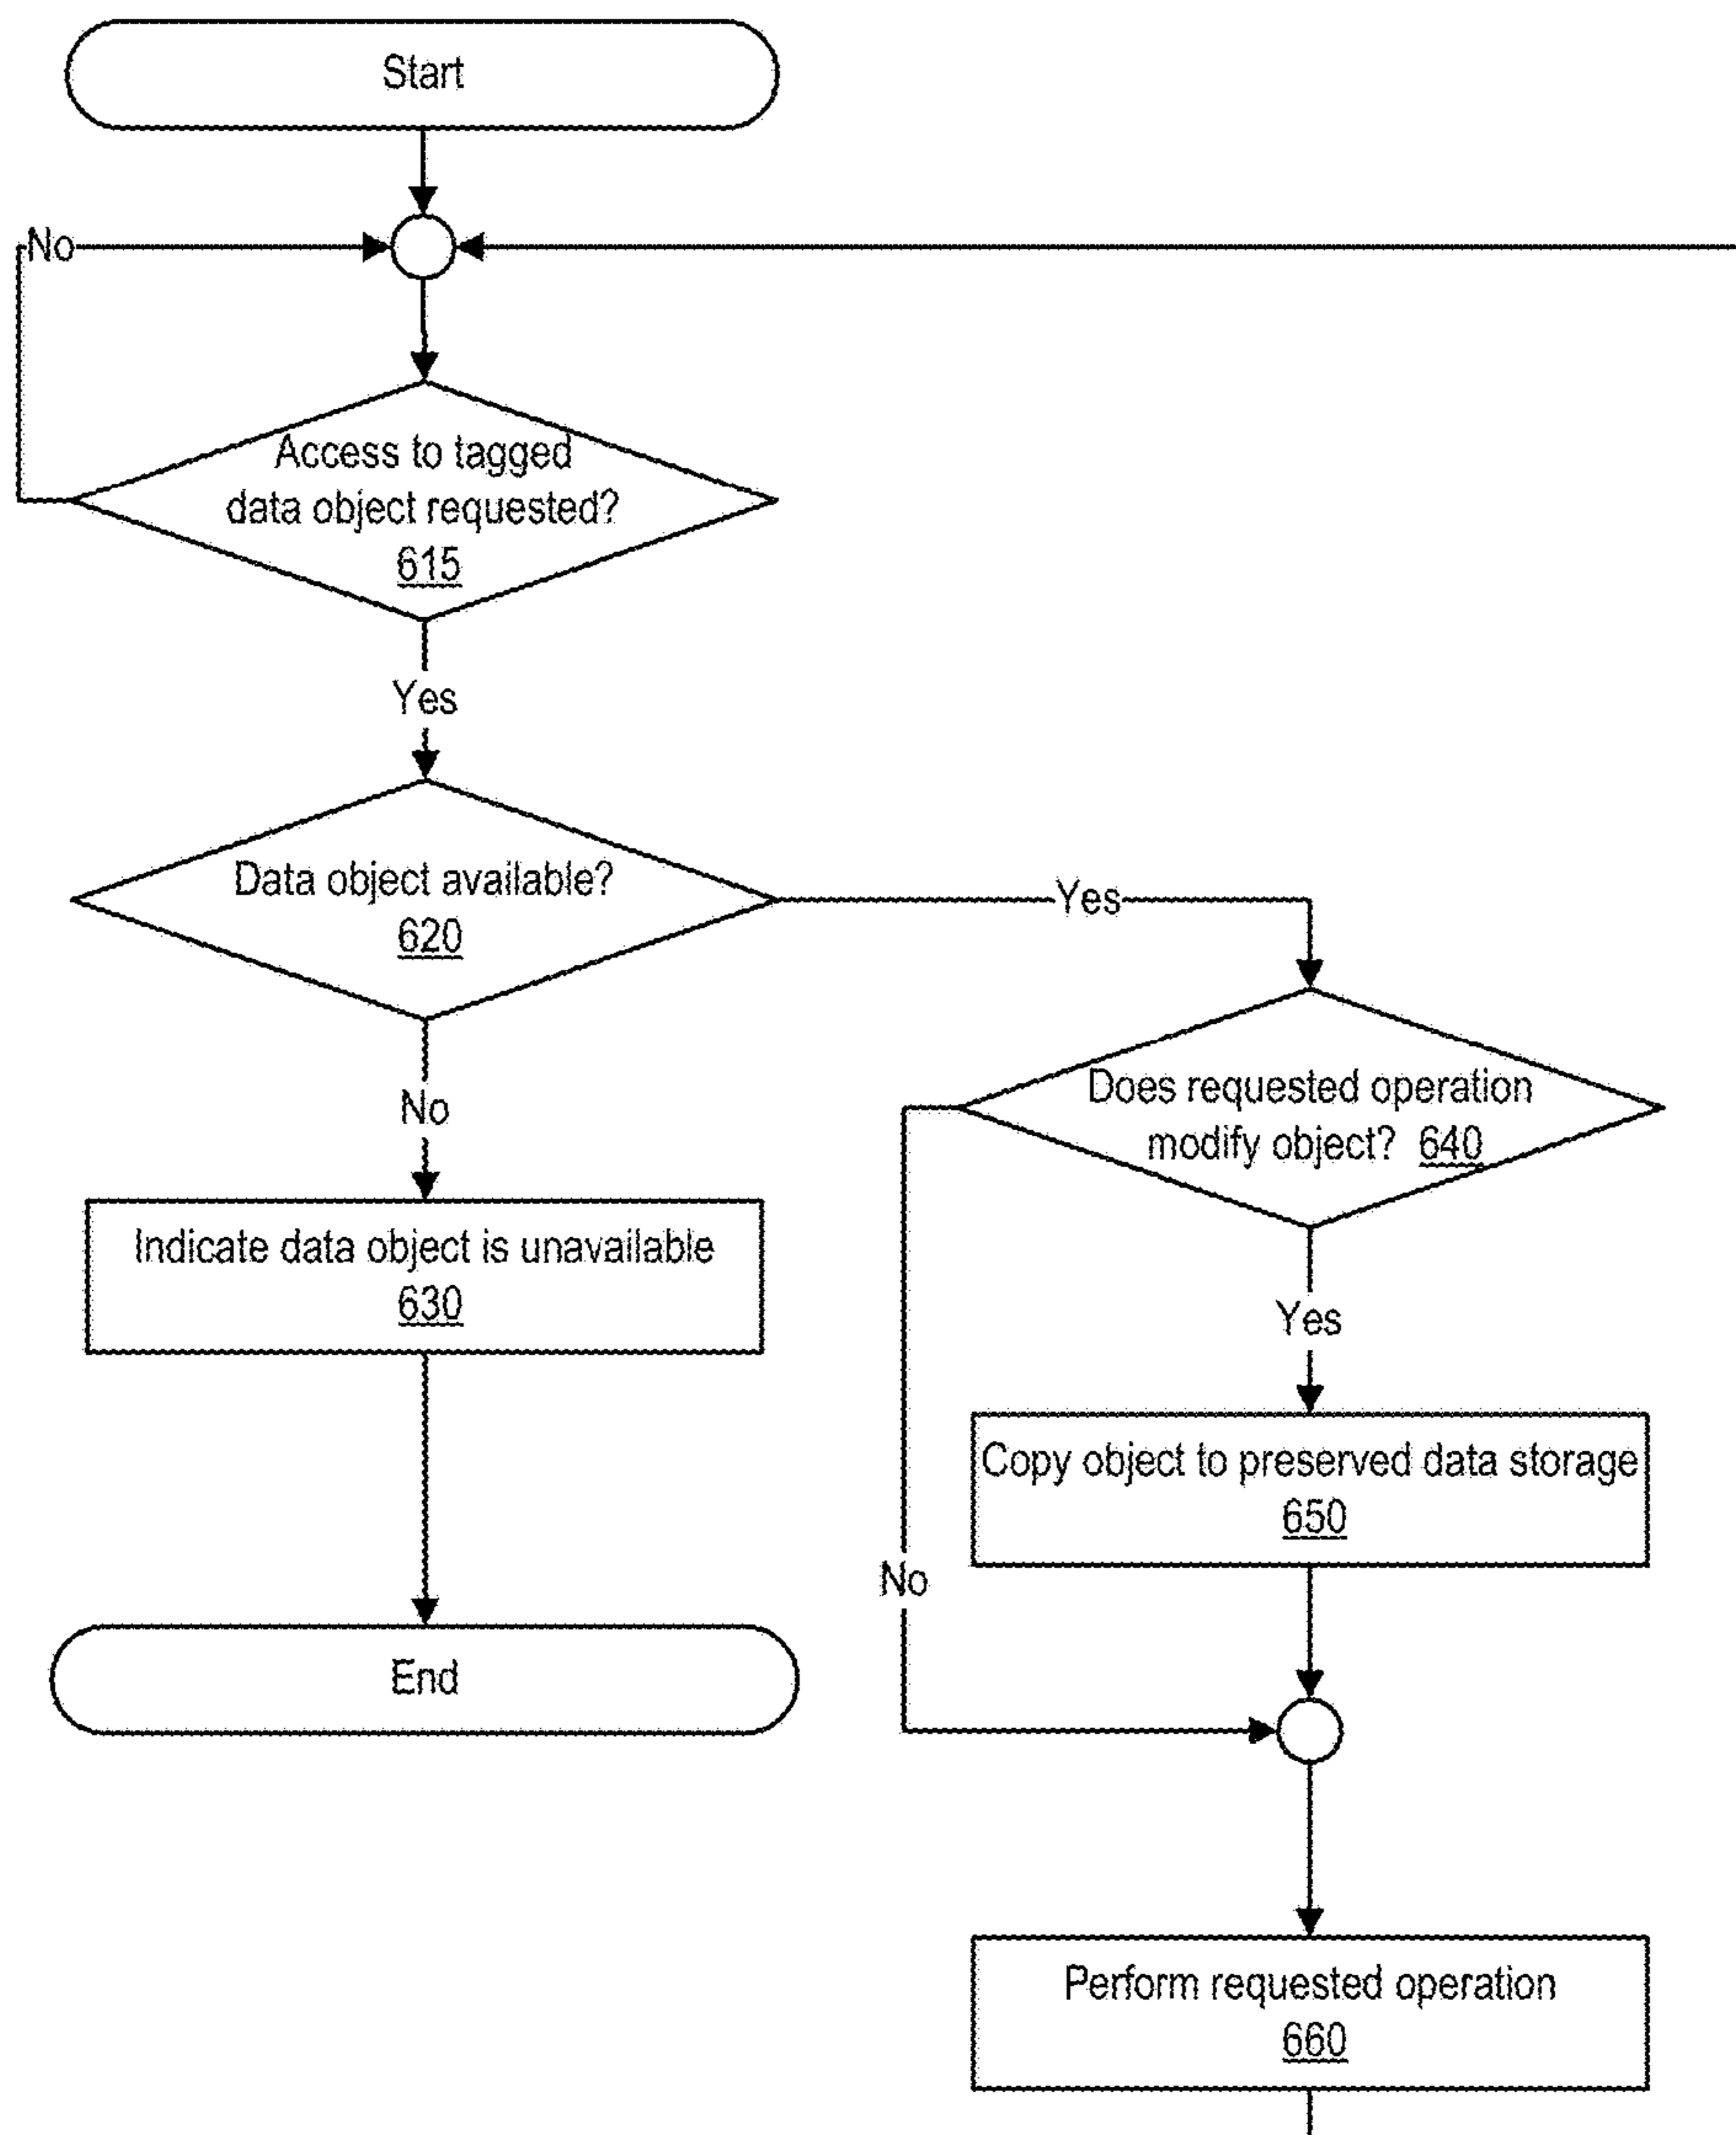 Start
No
Access to tagged
data object requested?
615
Yes
Data object available?
620
Yes
No
Does requested operation
modify object? 640
Indicate data object is unavailable
630
Yes
Copy object to preserved data storage
650
No
End
Perform requested operation
660